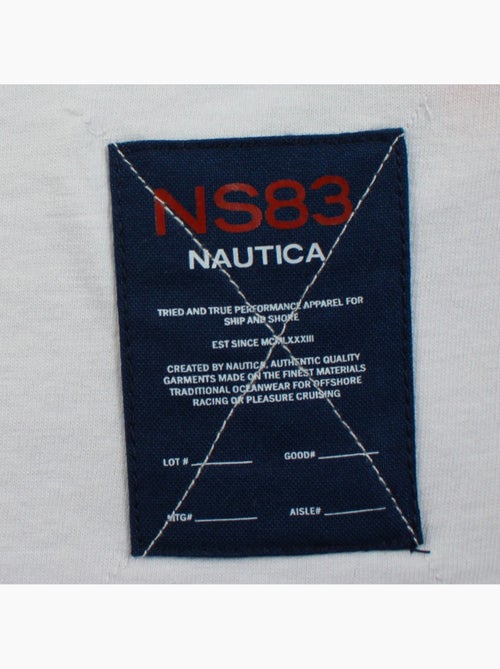 NS83
NAUTICA
TRIED AND TRUE PERFORMANCE APPAREL FOR
SHIP AND SHORE
EST SINCE MCMLXXXIII
CREATED BY NAUTICA, AUTHENTIC QUALITY
GARMENTS MADE ON THE FINEST MATERIALS
TRADITIONAL OCEANWEAR FOR OFFSHORE
RACING OR PLEASURE CRUISING
LOT # GOOD#
MTG# AISLE#